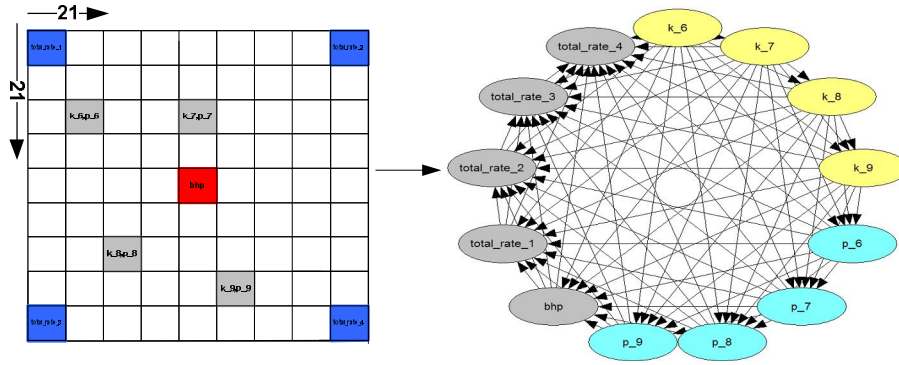 21
21
total_rate_1
total_rate_2
k_6,p_6
k_7,p_7
bhp
k_8,p_8
k_9,p_9
total_rate_3
total_rate_4
k_6
total_rate_4
k_7
total_rate_3
k_8
total_rate_2
k_9
total_rate_1
p_6
bhp
p_7
p_9
p_8